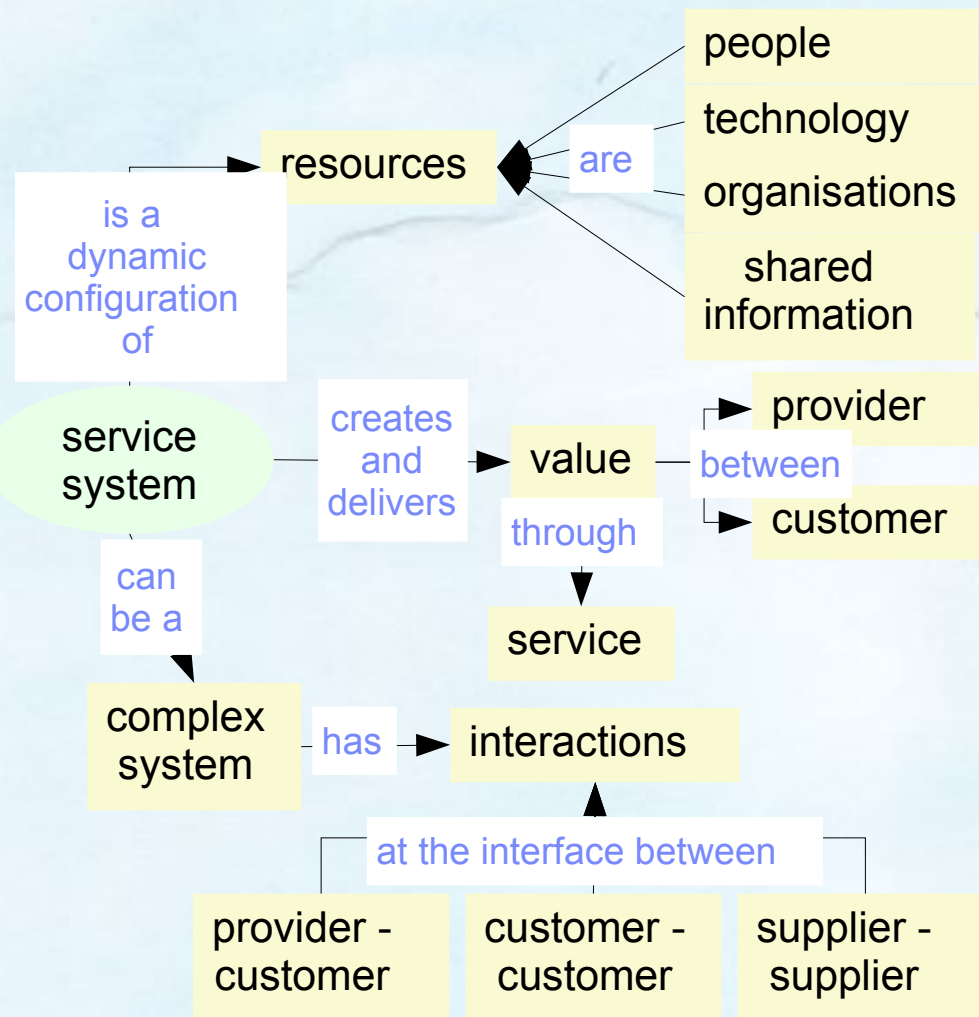 people
technology
resources
are
organisations
is a
dynamic
configuration
of
shared
information
service
system
creates
and
delivers
value
between
provider
customer
through
service
can
be a
complex
system
has
interactions
at the interface between
provider -
customer
customer -
customer
supplier -
supplier